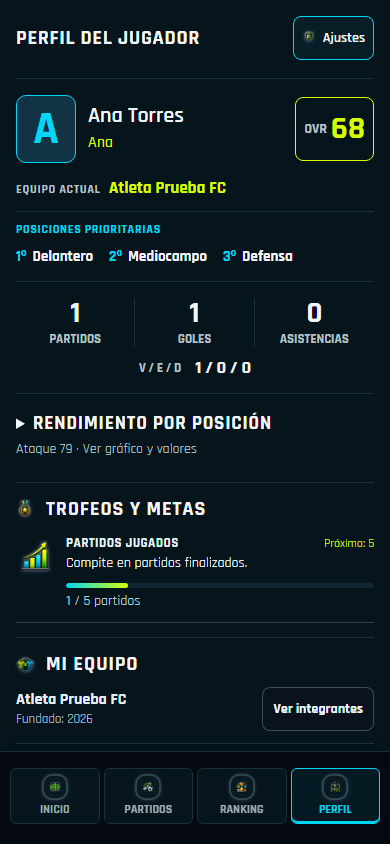 PERFIL DEL JUGADOR
Ajustes
A
Ana Torres
Ana
OVR 68
EQUIPO ACTUAL Atleta Prueba FC
POSICIONES PRIORITARIAS
1º Delantero 2º Mediocampo 3º Defensa
1 1 0
PARTIDOS GOLES ASISTENCIAS
V/E/D 1/0/0
RENDIMIENTO POR POSICIÓN
Ataque 79 · Ver gráfico y valores
TROFEOS Y METAS
PARTIDOS JUGADOS Próximo: 5
Compite en partidos finalizados.
1 / 5 partidos
MI EQUIPO
Atleta Prueba FC
Fundado: 2026
Ver integrantes
INICIO PARTIDOS RANKING PERFIL